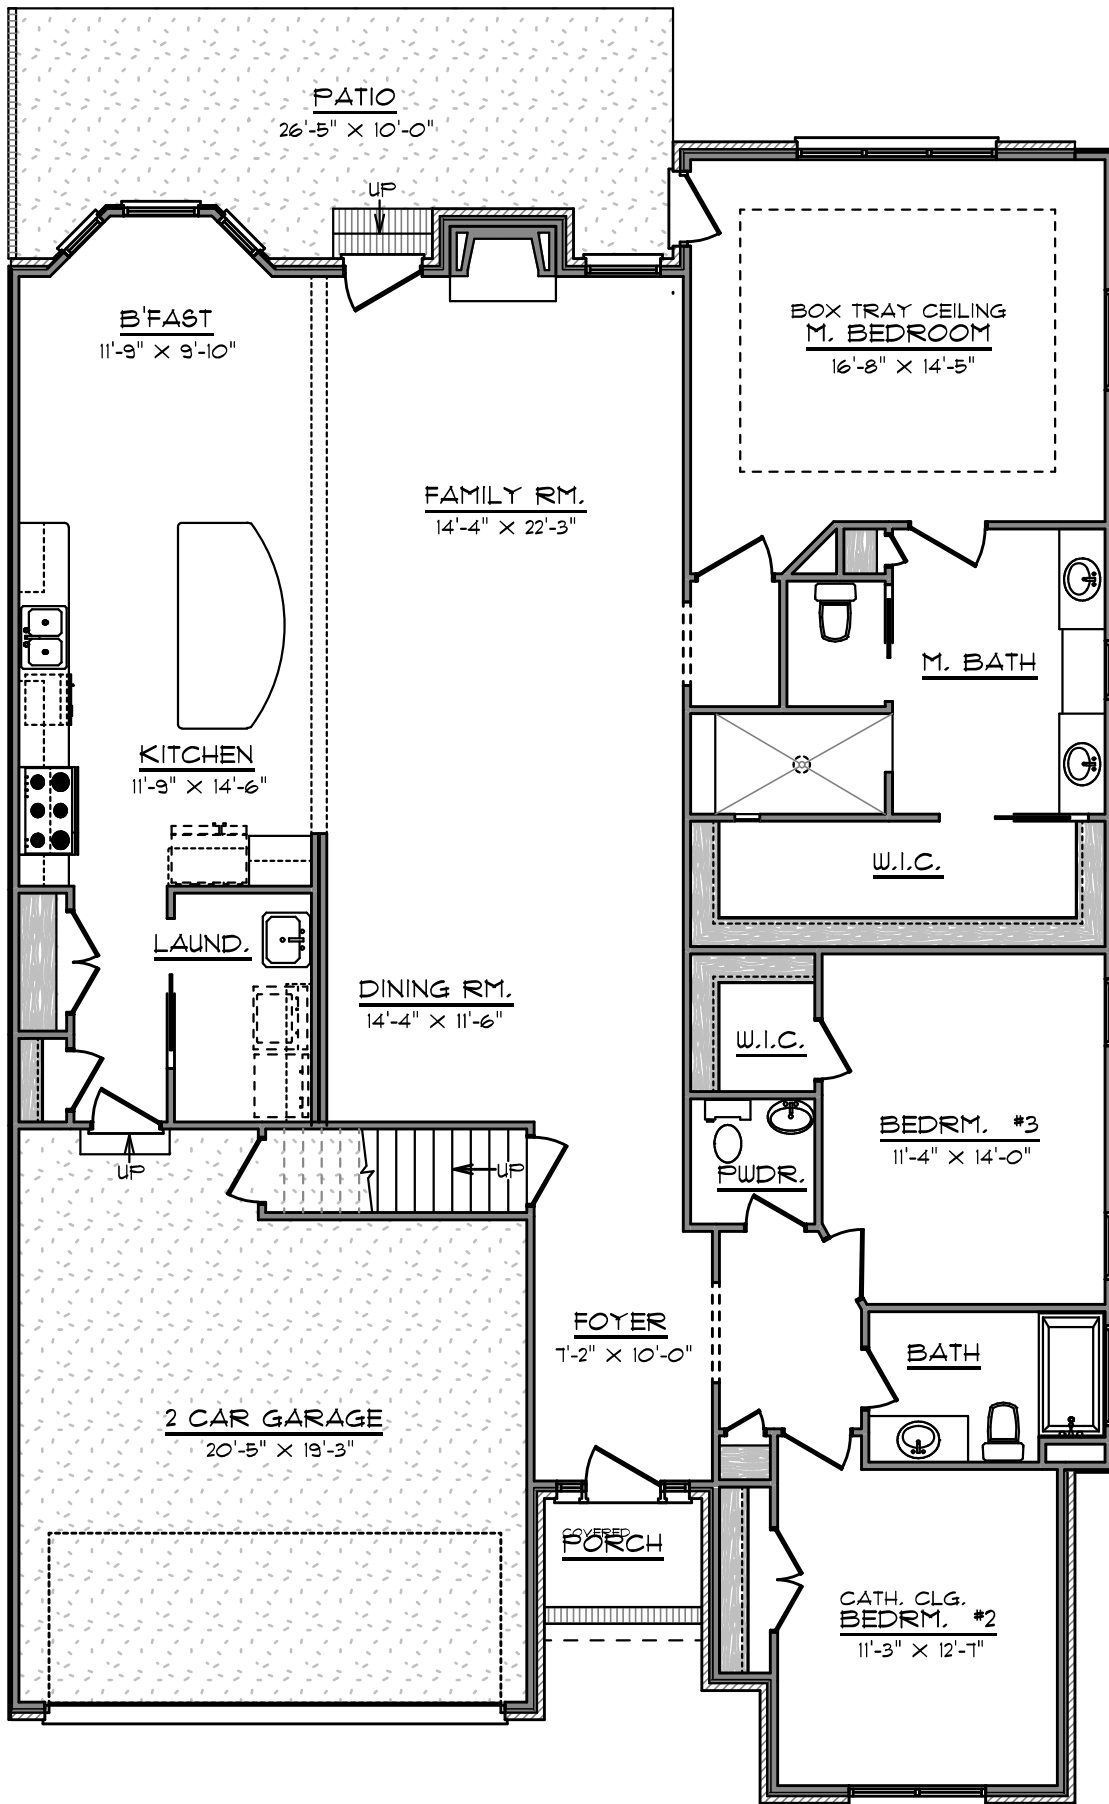 PATIO
26'-5" X 10'-0"
UP
B'FAST
11'-9" X 9'-10"
BOX TRAY CEILING
M. BEDROOM
16'-8" X 14'-5"
FAMILY RM.
14'-4" X 22'-3"
M. BATH
KITCHEN
11'-9" X 14'-6"
W.I.C.
LAUND.
DINING RM.
14'-4" X 11'-6"
W.I.C.
BEDRM. #3
11'-4" X 14'-0"
UP
UP
PWDR.
FOYER
7'-2" X 10'-0"
BATH
2 CAR GARAGE
20'-5" X 19'-3"
COVERED
PORCH
CATH. CLG.
BEDRM. #2
11'-3" X 12'-7"